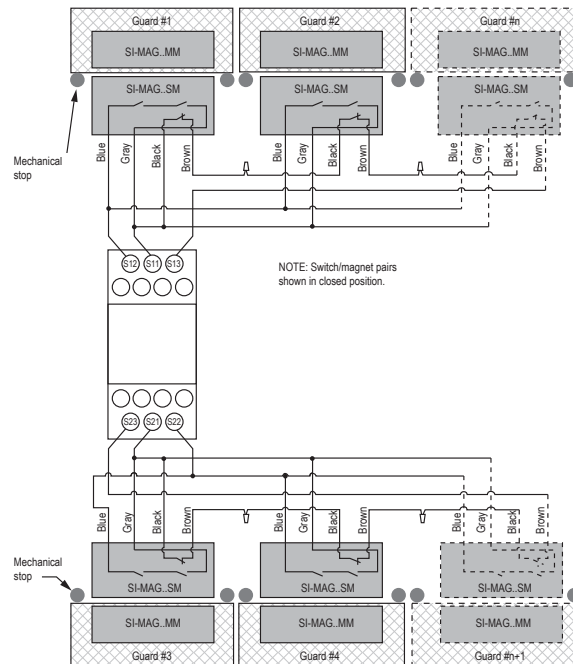 Guard #1 Guard #2 Guard #n
SI-MAG..MM SI-MAG..MM SI-MAG..MM
SI-MAG..SM SI-MAG..SM SI-MAG..SM
Blue Gray Black Brown Blue Gray Black Brown Blue Gray Black Brown
Mechanical
stop
S12 S11 S13
NOTE: Switch/magnet pairs
shown in closed position.
S23 S21 S22
Blue Gray Black Brown Blue Gray Black Brown Blue Gray Black Brown
Mechanical
stop
SI-MAG..SM SI-MAG..SM SI-MAG..SM
SI-MAG..MM SI-MAG..MM SI-MAG..MM
Guard #3 Guard #4 Guard #n+1